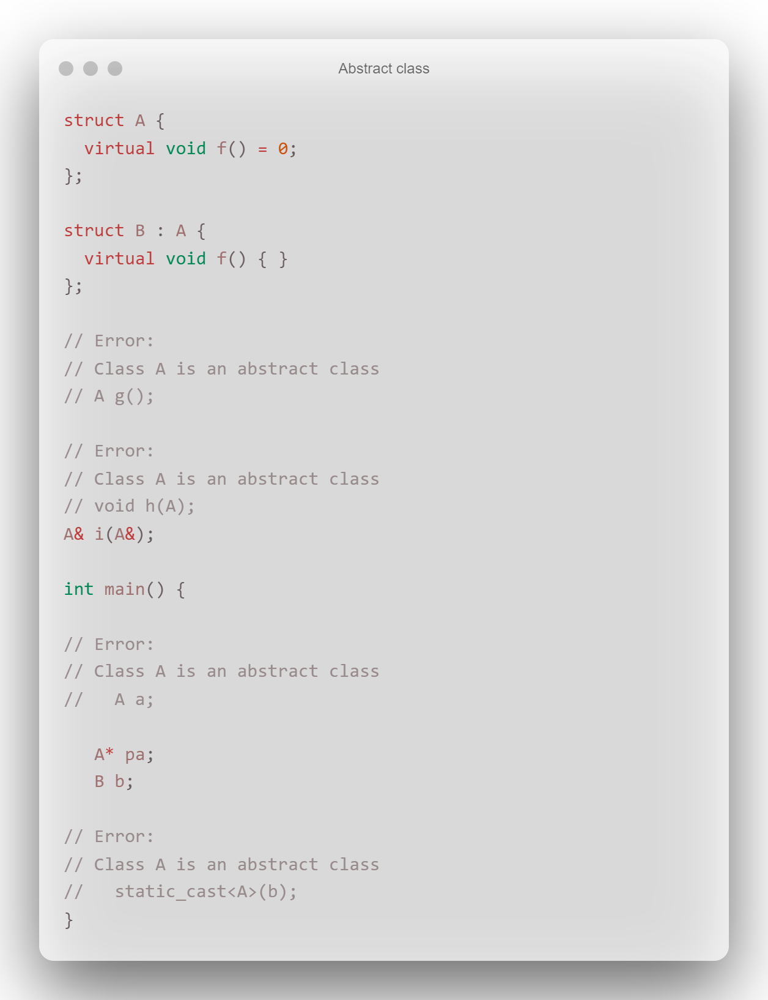 Abstract class
struct A {
  virtual void f() = 0;
};

struct B : A {
  virtual void f() { }
};

// Error:
// Class A is an abstract class
// A g();

// Error:
// Class A is an abstract class
// void h(A);
A& i(A&);

int main() {

// Error:
// Class A is an abstract class
//   A a;

   A* pa;
   B b;

// Error:
// Class A is an abstract class
//   static_cast<A>(b);
}